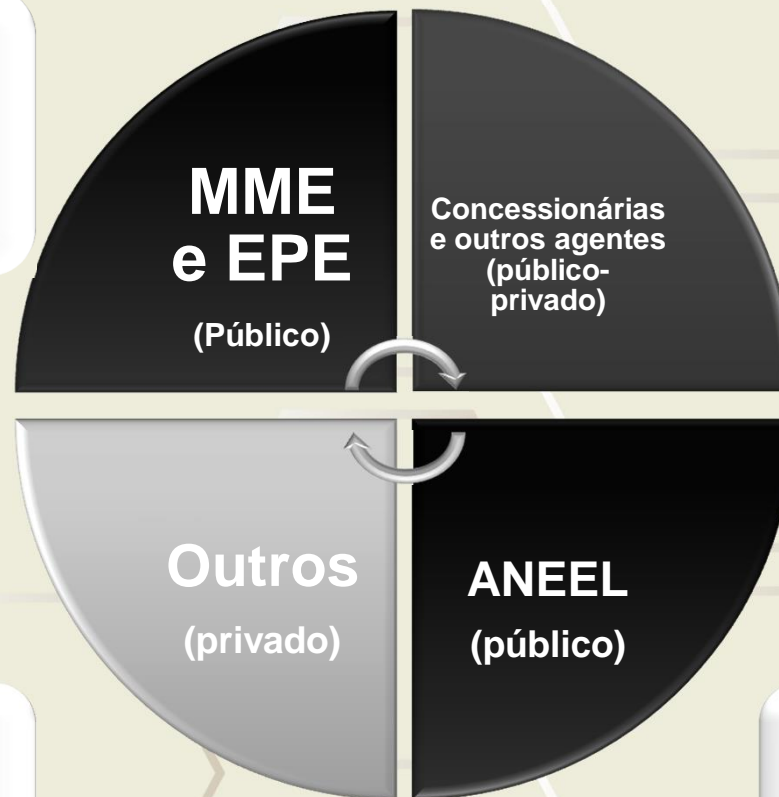 MME
e EPE
(Público)
Concessionárias
e outros agentes
(público-
privado)
Outros
(privado)
ANEEL
(público)